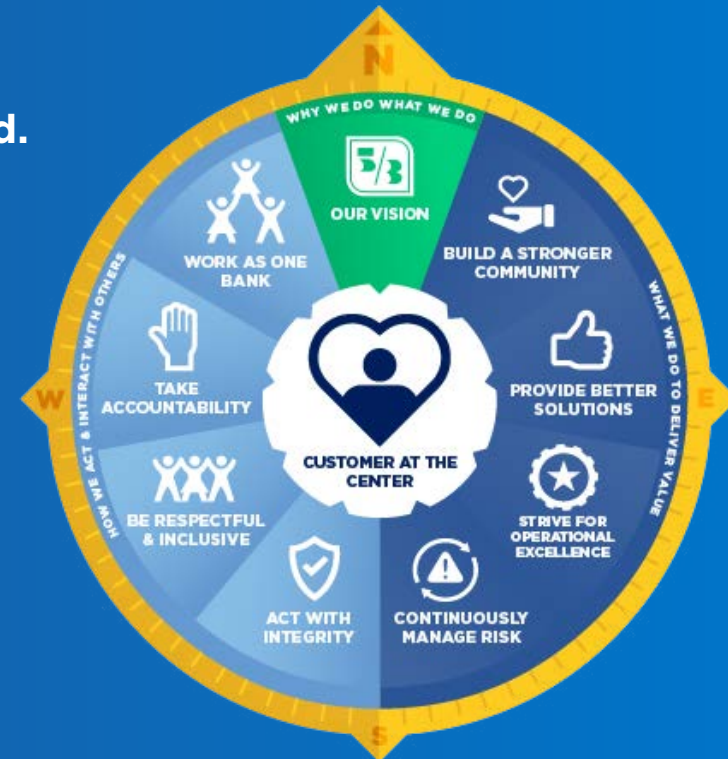 d.
N
WHY WE DO WHAT WE DO
5/3
OUR VISION
BUILD A STRONGER
COMMUNITY
WHAT WE DO TO DELIVER VALUE
PROVIDE BETTER
SOLUTIONS
E
STRIVE FOR
OPERATIONAL
EXCELLENCE
CONTINUOUSLY
MANAGE RISK
S
ACT WITH
INTEGRITY
BE RESPECTFUL
& INCLUSIVE
TAKE
ACCOUNTABILITY
W
HOW WE ACT & INTERACT WITH OTHERS
WORK AS ONE
BANK
CUSTOMER AT THE
CENTER